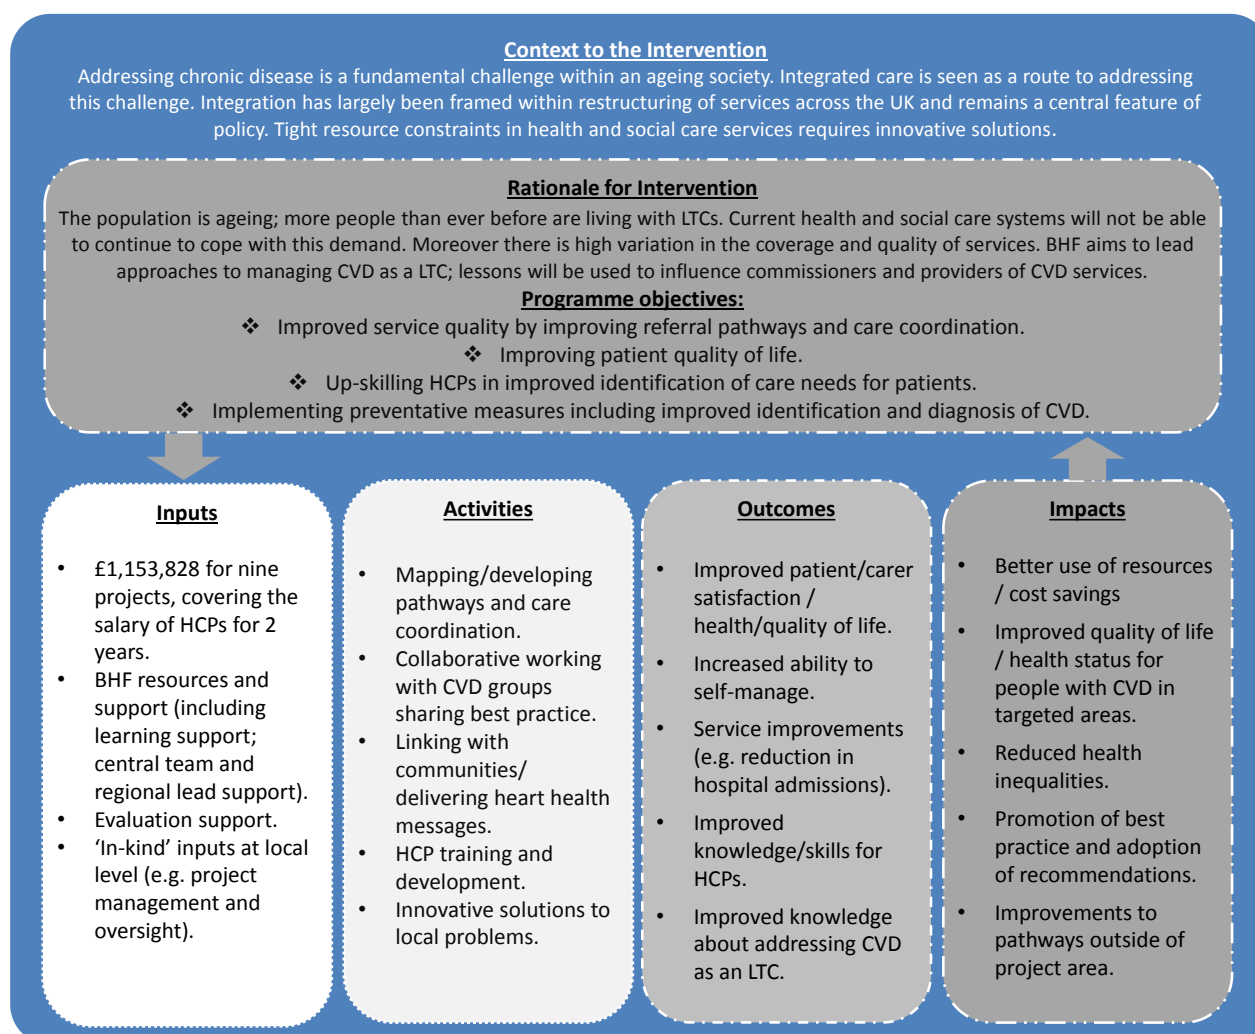 Context to the Intervention
Addressing chronic disease is a fundamental challenge within an ageing society. Integrated care is seen as a route to addressing
this challenge. Integration has largely been framed within restructuring of services across the UK and remains a central feature of
policy. Tight resource constraints in health and social care services requires innovative solutions.
Rationale for Intervention
The population is ageing; more people than ever before are living with LTCs. Current health and social care systems will not be able
to continue to cope with this demand. Moreover there is high variation in the coverage and quality of services. BHF aims to lead
approaches to managing CVD as a LTC; lessons will be used to influence commissioners and providers of CVD services.
Programme objectives:
❖ Improved service quality by improving referral pathways and care coordination.
❖ Improving patient quality of life.
❖ Up-skilling HCPs in improved identification of care needs for patients.
❖ Implementing preventative measures including improved identification and diagnosis of CVD.
Inputs
• £1,153,828 for nine
projects, covering the
salary of HCPs for 2
years.
• BHF resources and
support (including
learning support;
central team and
regional lead support).
• Evaluation support.
• ‘In-kind’ inputs at local
level (e.g. project
management and
oversight).
Activities
• Mapping/developing
pathways and care
coordination.
• Collaborative working
with CVD groups
sharing best practice.
• Linking with
communities/
delivering heart health
messages.
• HCP training and
development.
• Innovative solutions to
local problems.
Outcomes
• Improved patient/carer
satisfaction /
health/quality of life.
• Increased ability to
self-manage.
• Service improvements
(e.g. reduction in
hospital admissions).
• Improved
knowledge/skills for
HCPs.
• Improved knowledge
about addressing CVD
as an LTC.
Impacts
• Better use of resources
/ cost savings
• Improved quality of life
/ health status for
people with CVD in
targeted areas.
• Reduced health
inequalities.
• Promotion of best
practice and adoption
of recommendations.
• Improvements to
pathways outside of
project area.